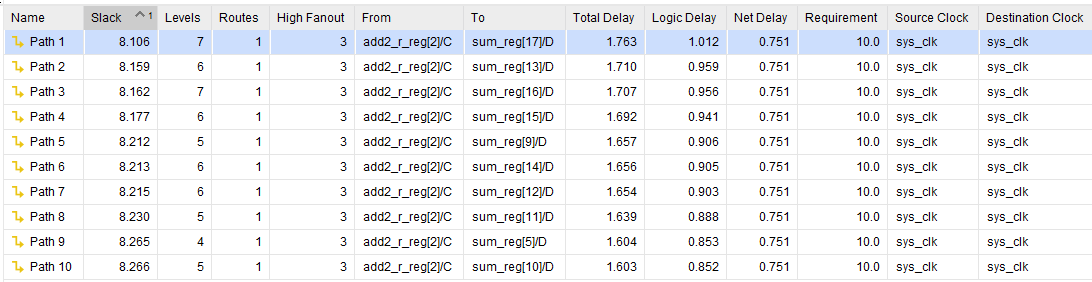 Name Slack ^1 Levels Routes High Fanout From To Total Delay Logic Delay Net Delay Requirement Source Clock Destination Clock
Path 1 8.106 7 1 3 add2_r_reg[2]/C sum_reg[17]/D 1.763 1.012 0.751 10.0 sys_clk sys_clk
Path 2 8.159 6 1 3 add2_r_reg[2]/C sum_reg[13]/D 1.710 0.959 0.751 10.0 sys_clk sys_clk
Path 3 8.162 7 1 3 add2_r_reg[2]/C sum_reg[16]/D 1.707 0.956 0.751 10.0 sys_clk sys_clk
Path 4 8.177 6 1 3 add2_r_reg[2]/C sum_reg[15]/D 1.692 0.941 0.751 10.0 sys_clk sys_clk
Path 5 8.212 5 1 3 add2_r_reg[2]/C sum_reg[9]/D 1.657 0.906 0.751 10.0 sys_clk sys_clk
Path 6 8.213 6 1 3 add2_r_reg[2]/C sum_reg[14]/D 1.656 0.905 0.751 10.0 sys_clk sys_clk
Path 7 8.215 6 1 3 add2_r_reg[2]/C sum_reg[12]/D 1.654 0.903 0.751 10.0 sys_clk sys_clk
Path 8 8.230 5 1 3 add2_r_reg[2]/C sum_reg[11]/D 1.639 0.888 0.751 10.0 sys_clk sys_clk
Path 9 8.265 4 1 3 add2_r_reg[2]/C sum_reg[5]/D 1.604 0.853 0.751 10.0 sys_clk sys_clk
Path 10 8.266 5 1 3 add2_r_reg[2]/C sum_reg[10]/D 1.603 0.852 0.751 10.0 sys_clk sys_clk